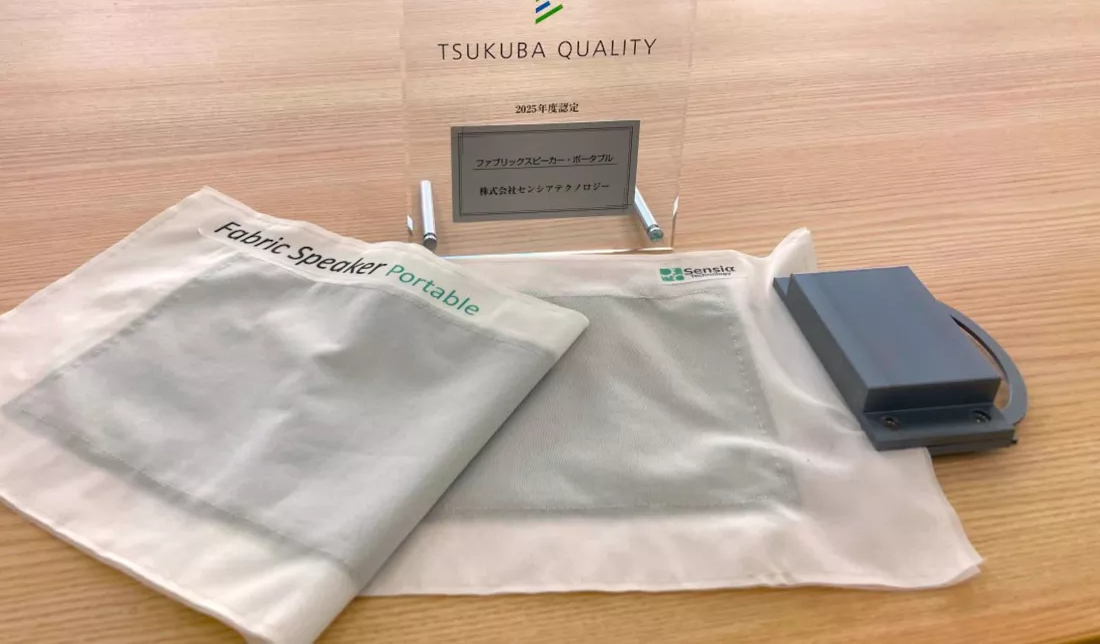 TSUKUBA QUALITY
2025年度認定
ファブリックスピーカー・ポータブル
株式会社センシアテクノロジー
Fabric Speaker Portable
Sensia
Technology